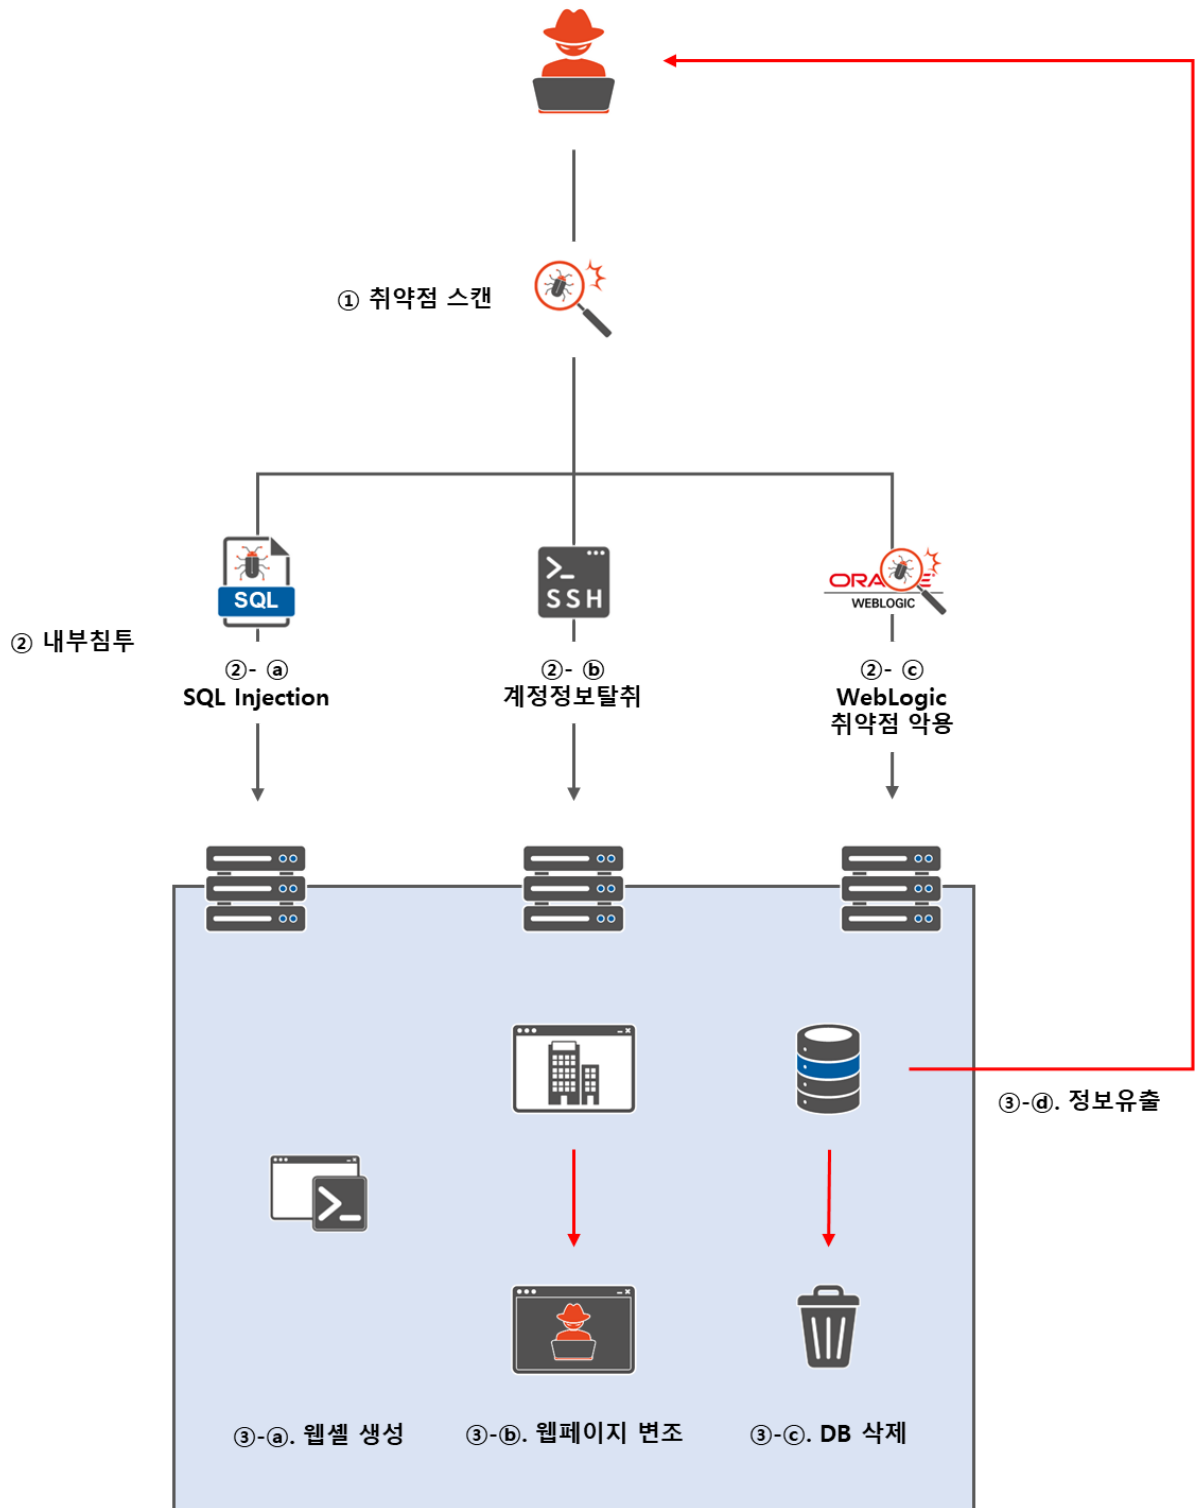 ① 취약점 스캔
SQL
>_
SSH
ORACLE
WEBLOGIC
② 내부침투
②- ⓐ
SQL Injection
②- ⓑ
계정정보탈취
②- ⓒ
WebLogic
취약점 악용
③-ⓓ. 정보유출
>_
③-ⓐ. 웹셸 생성
③-ⓑ. 웹페이지 변조
③-ⓒ. DB 삭제